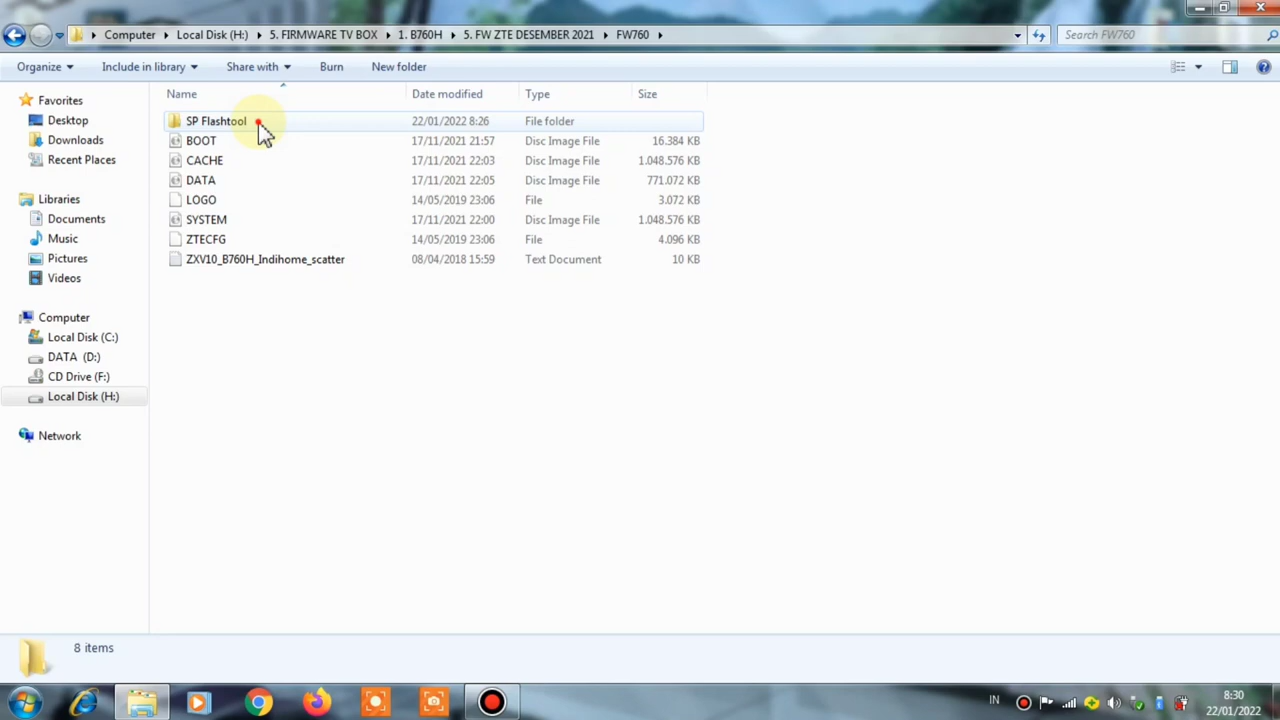 Computer ▸ Local Disk (H:) ▸ 5. FIRMWARE TV BOX ▸ 1. B760H ▸ 5. FW ZTE DESEMBER 2021 ▸ FW760 ▸ Search FW760
Organize Include in library Share with Burn New folder
Name Date modified Type Size
Favorites
Desktop
Downloads
Recent Places
Libraries
Documents
Music
Pictures
Videos
Computer
Local Disk (C:)
DATA (D:)
CD Drive (F:)
Local Disk (H:)
Network
SP Flashtool 22/01/2022 8:26 File folder
BOOT 17/11/2021 21:57 Disc Image File 16.384 KB
CACHE 17/11/2021 22:03 Disc Image File 1.048.576 KB
DATA 17/11/2021 22:05 Disc Image File 771.072 KB
LOGO 14/05/2019 23:06 File 3.072 KB
SYSTEM 17/11/2021 22:00 Disc Image File 1.048.576 KB
ZTECFG 14/05/2019 23:06 File 4.096 KB
ZXV10_B760H_Indihome_scatter 08/04/2018 15:59 Text Document 10 KB
8 items
IN 8:30
22/01/2022